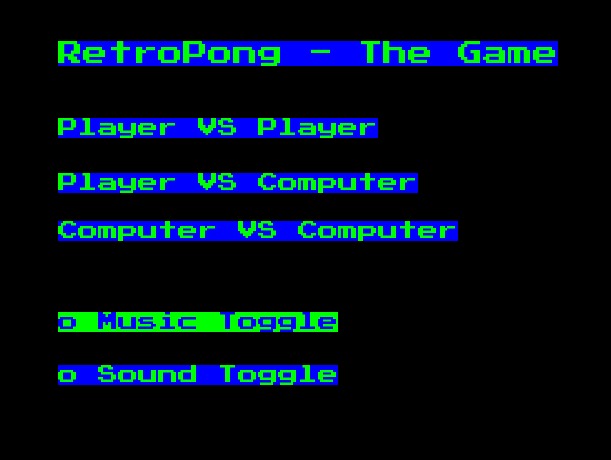 RetroPong - The Game
Player VS Player
Player VS Computer
Computer VS Computer
o Music Toggle
o Sound Toggle